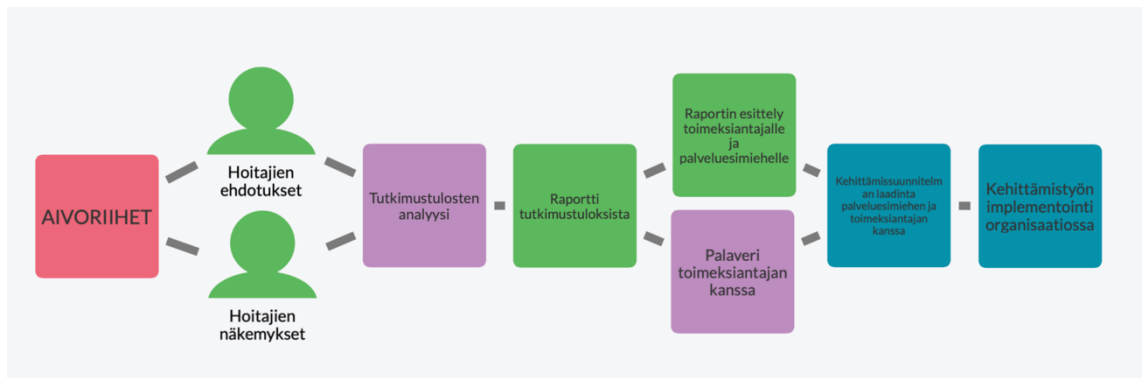 AIVORIIHET
Hoitajien
ehdotukset
Hoitajien
näkemykset
Tutkimustulosten
analyysi
Raportti
tutkimustuloksista
Raportin esittely
toimeksiantajalle
ja
palveluesimiehelle
Palaveri
toimeksiantajan
kanssa
Kehittämissuunnitelm
an laadinta
palveluesimiehen ja
toimeksiantajan
kanssa
Kehittämistyön
implementointi
organisaatiossa